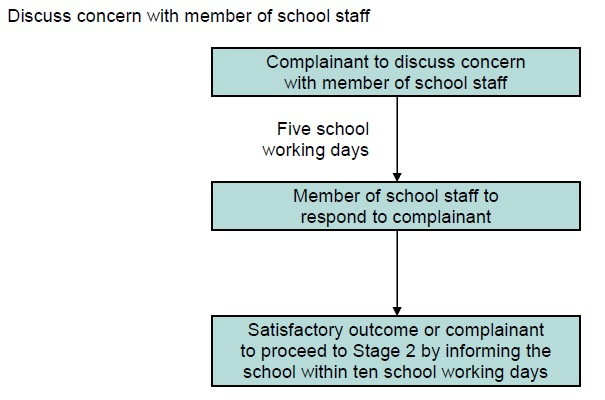 Discuss concern with member of school staff
Complainant to discuss concern
with member of school staff
Five school
working days
Member of school staff to
respond to complainant
Satisfactory outcome or complainant
to proceed to Stage 2 by informing the
school within ten school working days